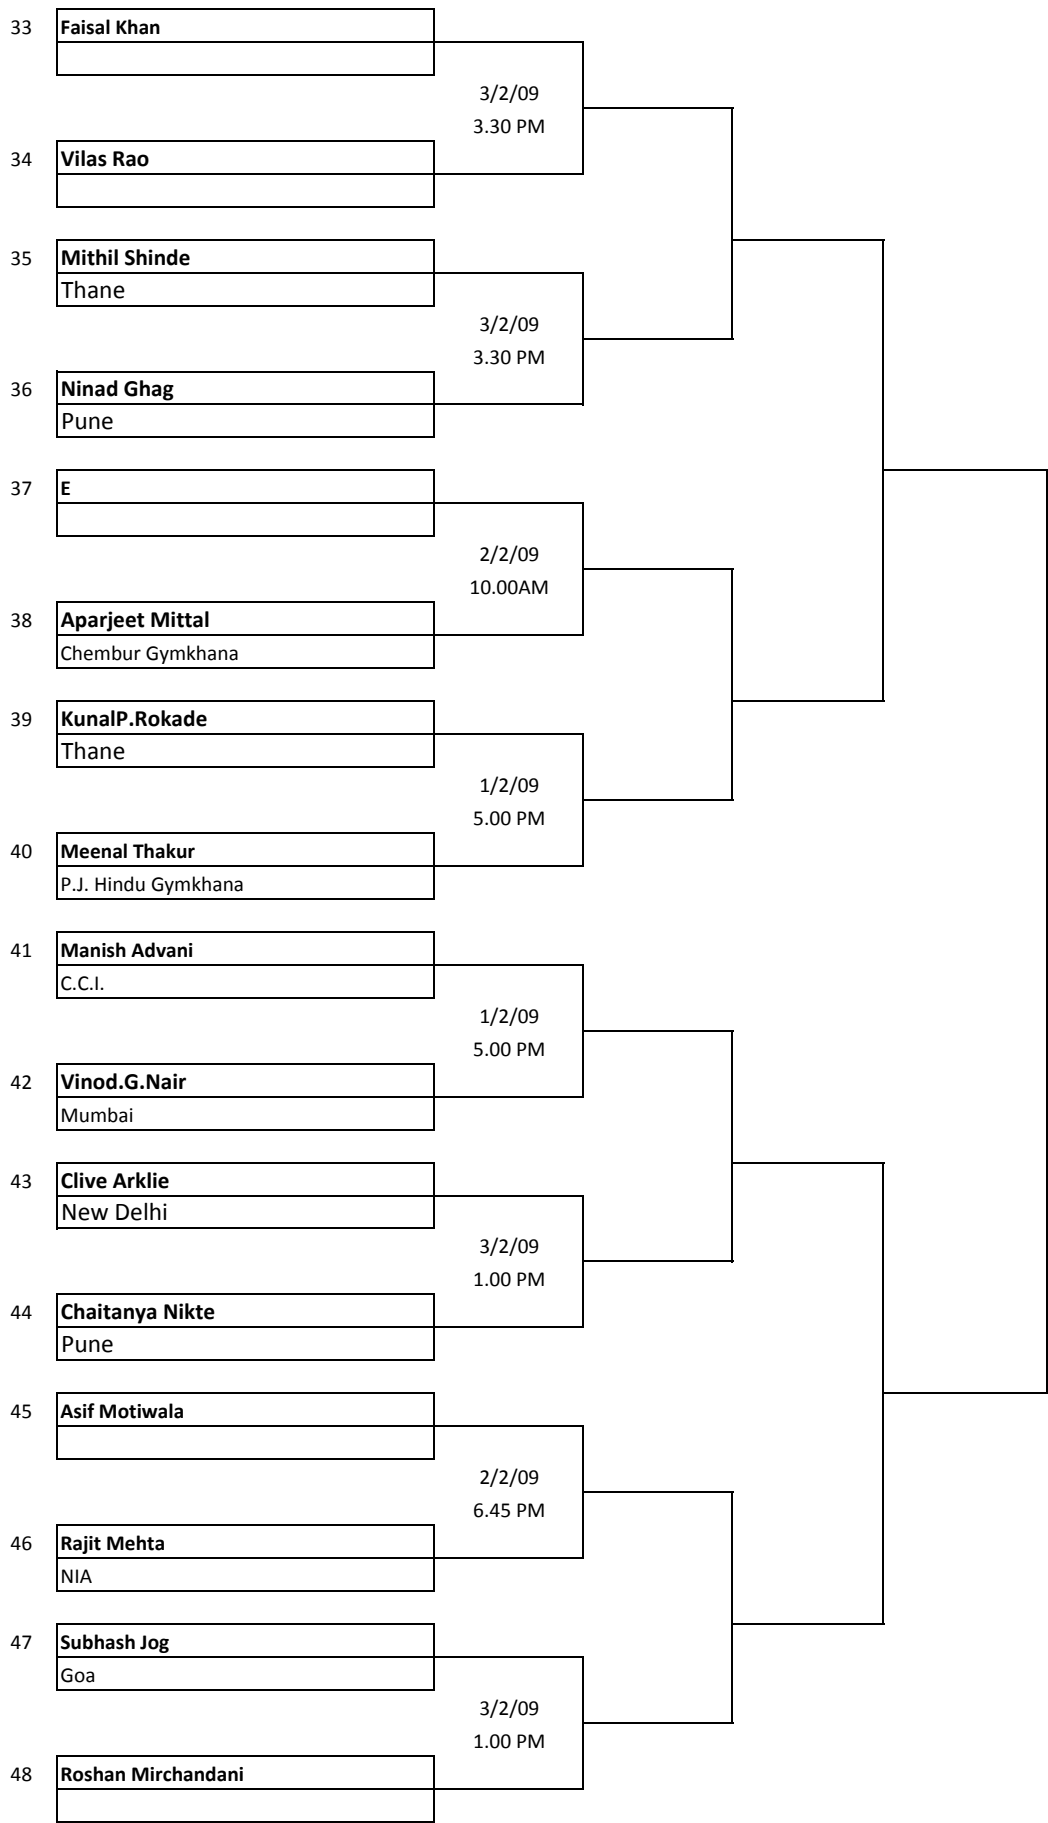 33 Faisal Khan
3/2/09
3.30 PM
34 Vilas Rao
35 Mithil Shinde
Thane
3/2/09
3.30 PM
36 Ninad Ghag
Pune
37 E
2/2/09
10.00AM
38 Aparjeet Mittal
Chembur Gymkhana
39 KunalP.Rokade
Thane
1/2/09
5.00 PM
40 Meenal Thakur
P.J. Hindu Gymkhana
41 Manish Advani
C.C.I.
1/2/09
5.00 PM
42 Vinod.G.Nair
Mumbai
43 Clive Arklie
New Delhi
3/2/09
1.00 PM
44 Chaitanya Nikte
Pune
45 Asif Motiwala
2/2/09
6.45 PM
46 Rajit Mehta
NIA
47 Subhash Jog
Goa
3/2/09
1.00 PM
48 Roshan Mirchandani